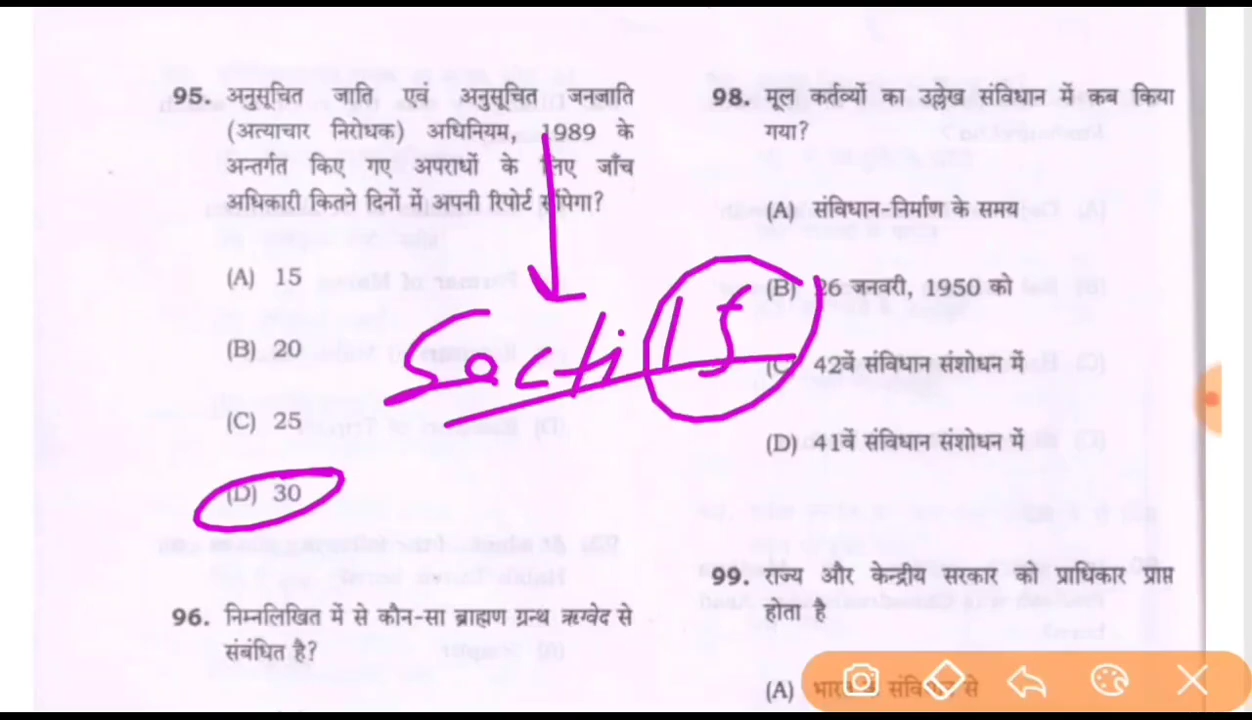 95. अनुसूचित जाति एवं अनुसूचित जनजाति
(अत्याचार निरोधक) अधिनियम, 1989 के
अन्तर्गत किए गए अपराधों के लिए जाँच
अधिकारी कितने दिनों में अपनी रिपोर्ट सौंपेगा?
(A) 15
(B) 20
(C) 25
(D) 30
96. निम्नलिखित में से कौन-सा ब्राह्मण ग्रन्थ ऋग्वेद से
संबंधित है?
Secti 15
98. मूल कर्तव्यों का उल्लेख संविधान में कब किया
गया?
(A) संविधान-निर्माण के समय
(B) 26 जनवरी, 1950 को
(C) 42वें संविधान संशोधन में
(D) 41वें संविधान संशोधन में
99. राज्य और केन्द्रीय सरकार को प्राधिकार प्राप्त
होता है
(A) भारत के संविधान से